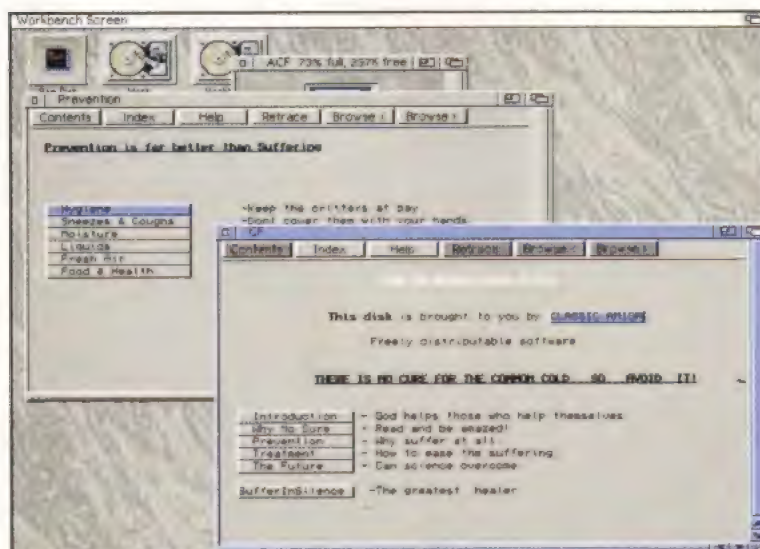 Workbench Screen
ACF 73% full, 237K free
Prevention
Contents Index Help Retrace Browse < Browse >
Prevention is far better than Suffering
Hygiene -Keep the critters at bay
Sneezes & Coughs -Dont cover them with your hands
Moisture
Liquids
Fresh Air
Food & Health
Contents Index Help Retrace Browse < Browse >
This disk is brought to you by CLASSIC AMIGA
Freely distributable software
THERE IS NO CURE FOR THE COMMON COLD...SO...AVOID IT!
Introduction - God helps those who help themselves
Why No Cure - Read and be amazed!
Prevention - Why suffer at all
Treatment - How to ease the suffering
The Future - Can science overcome
SufferInSilence -The greatest healer